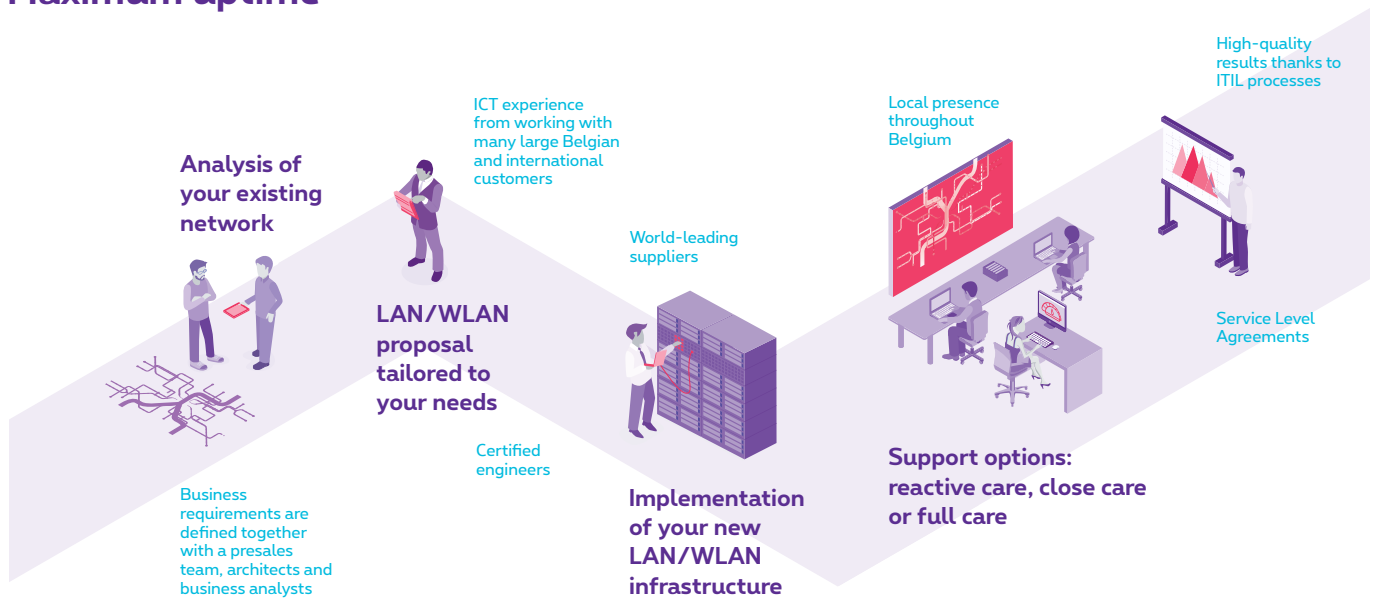 Maximum uptime
High-quality
results thanks to
ITIL processes
ICT experience
from working with
many large Belgian
and international
customers
Local presence
throughout
Belgium
Analysis of
your existing
network
World-leading
suppliers
LAN/WLAN
proposal
tailored to
your needs
Service Level
Agreements
Certified
engineers
Support options:
reactive care, close care
or full care
Business
requirements are
defined together
with a presales
team, architects and
business analysts
Implementation
of your new
LAN/WLAN
infrastructure